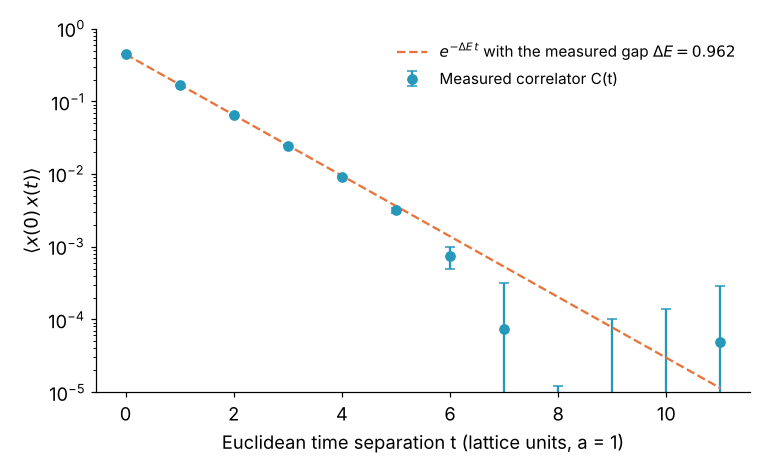 10⁰
10⁻¹
10⁻²
10⁻³
10⁻⁴
10⁻⁵
⟨x(0) x(t)⟩
e^{−ΔE t} with the measured gap ΔE = 0.962
Measured correlator C(t)
0 2 4 6 8 10
Euclidean time separation t (lattice units, a = 1)